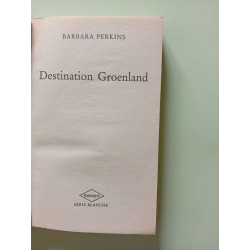 BARBARA PERKINS
Destination Groenland
SÉRIE BLANCHE